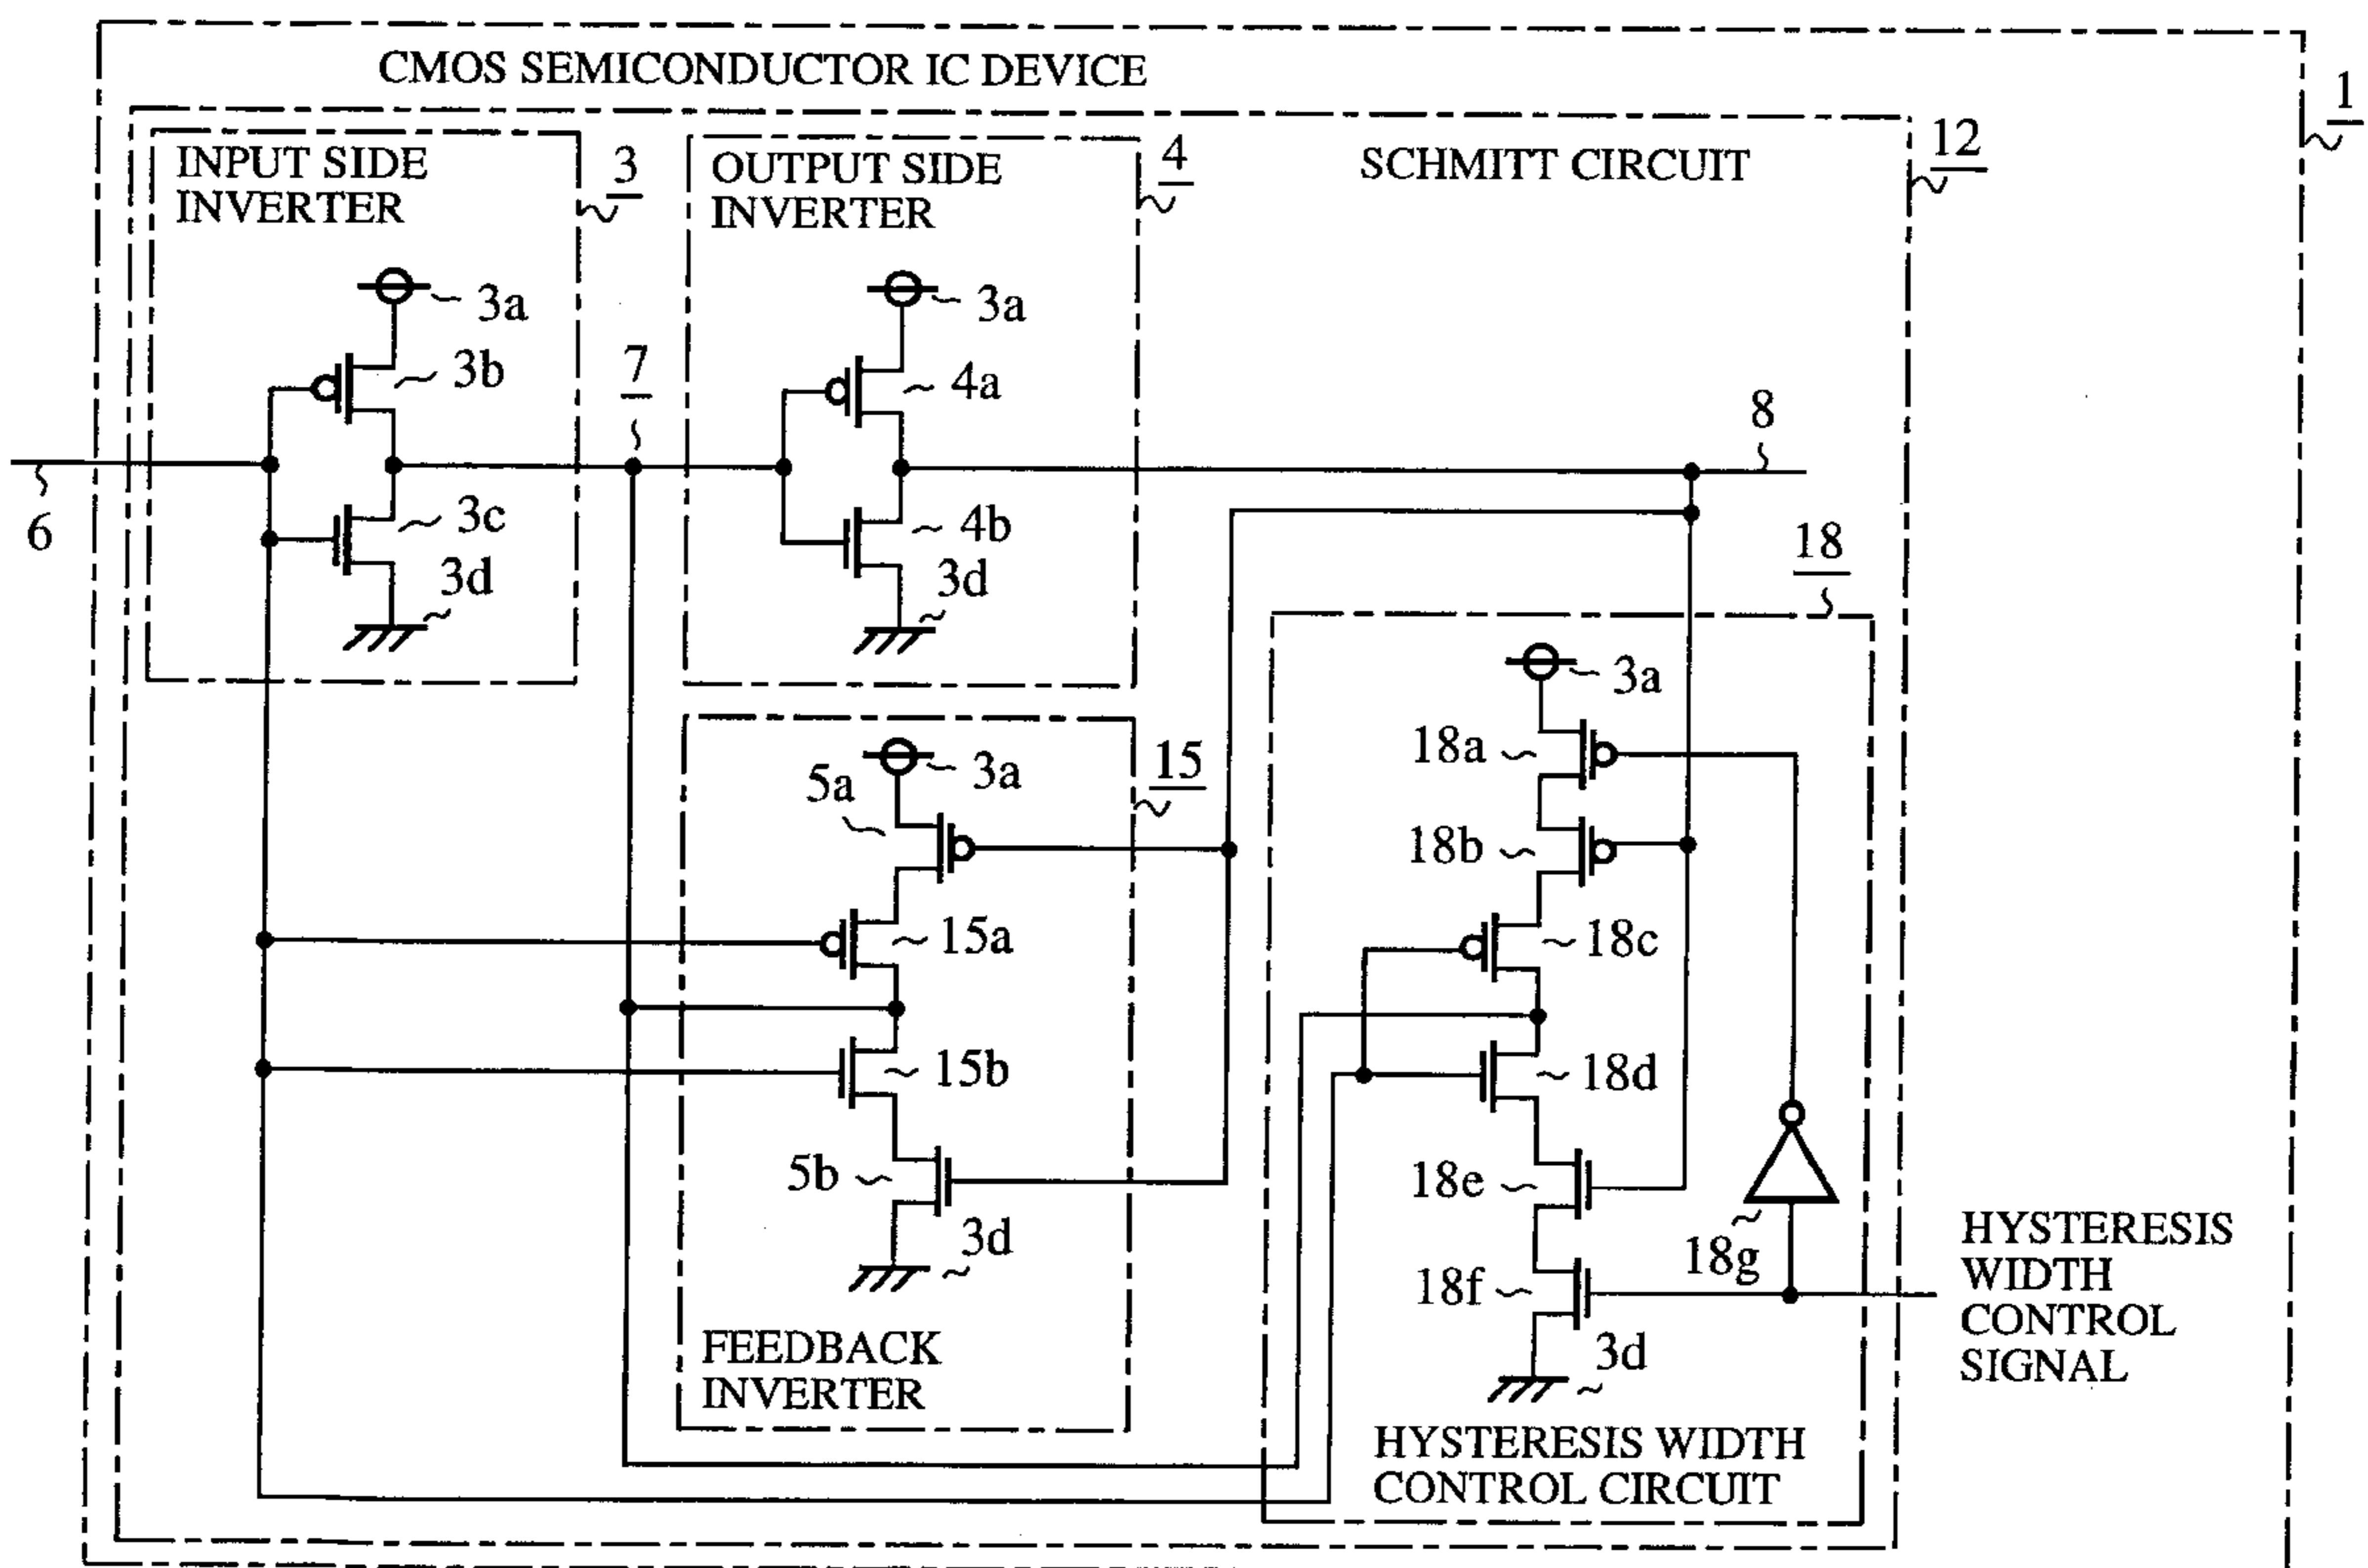 CMOS SEMICONDUCTOR IC DEVICE
1
INPUT SIDE
INVERTER
3
OUTPUT SIDE
INVERTER
4
SCHMITT CIRCUIT
12
3a
3a
3b
7
4a
8
6
3c
4b
18
3d
3d
3a
18a
15
5a
3a
18b
15a
18c
15b
18d
5b
18e
3d
18g
18f
HYSTERESIS
WIDTH
CONTROL
SIGNAL
FEEDBACK
INVERTER
3d
HYSTERESIS WIDTH
CONTROL CIRCUIT